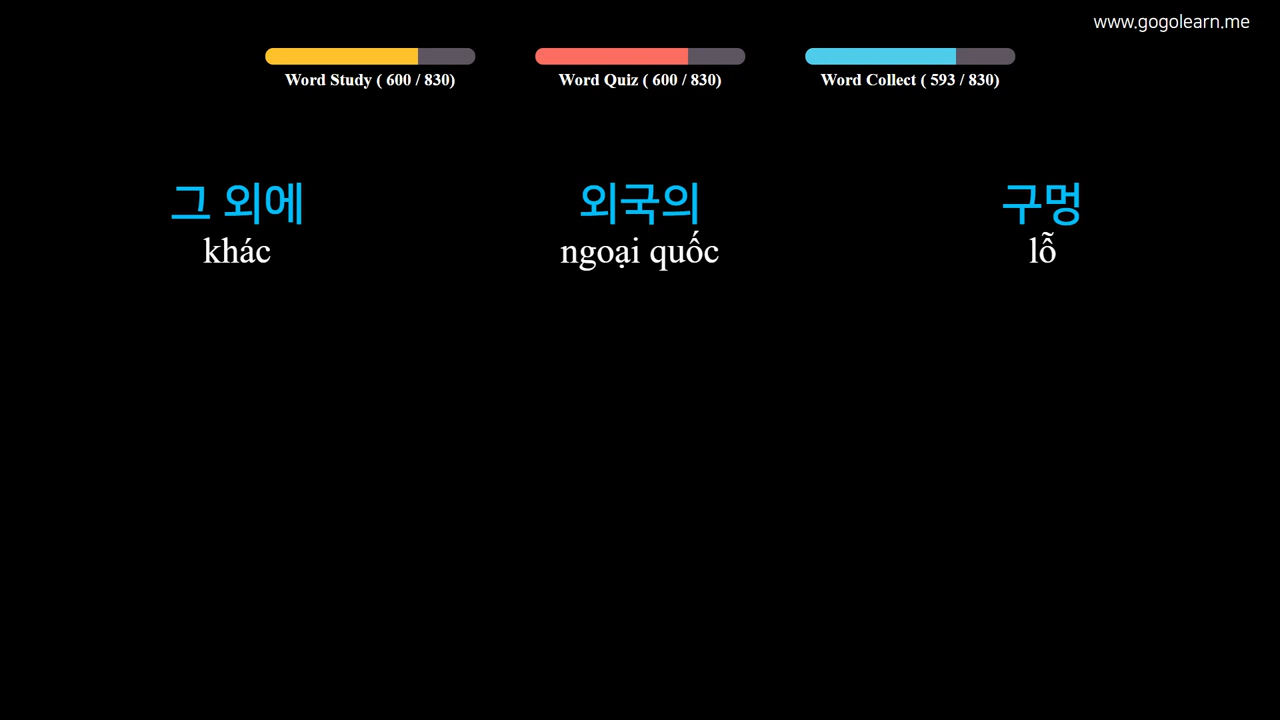 www.gogolearn.me
Word Study ( 600 / 830)
Word Quiz ( 600 / 830)
Word Collect ( 593 / 830)
그 외에
khác
외국의
ngoại quốc
구멍
lỗ